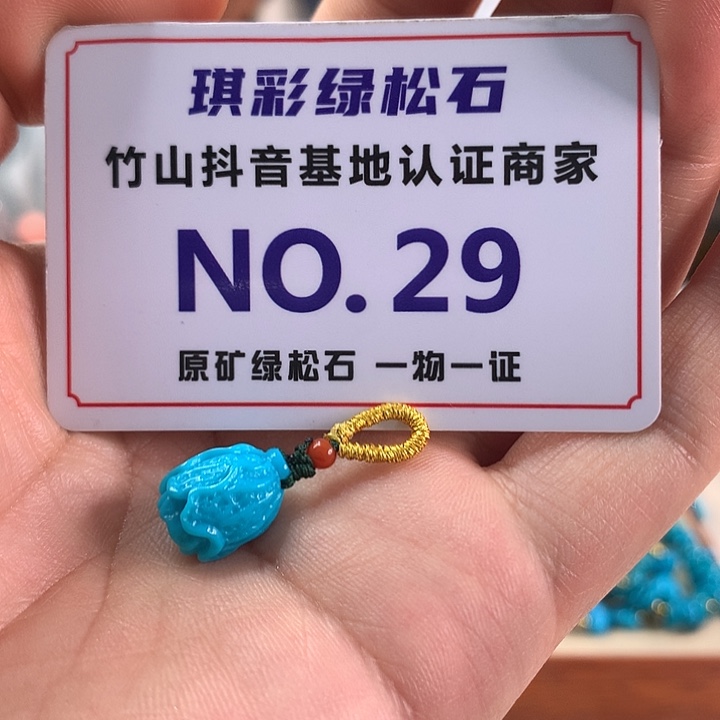 琪彩绿松石
竹山抖音基地认证商家
NO.29
原矿绿松石 一物一证